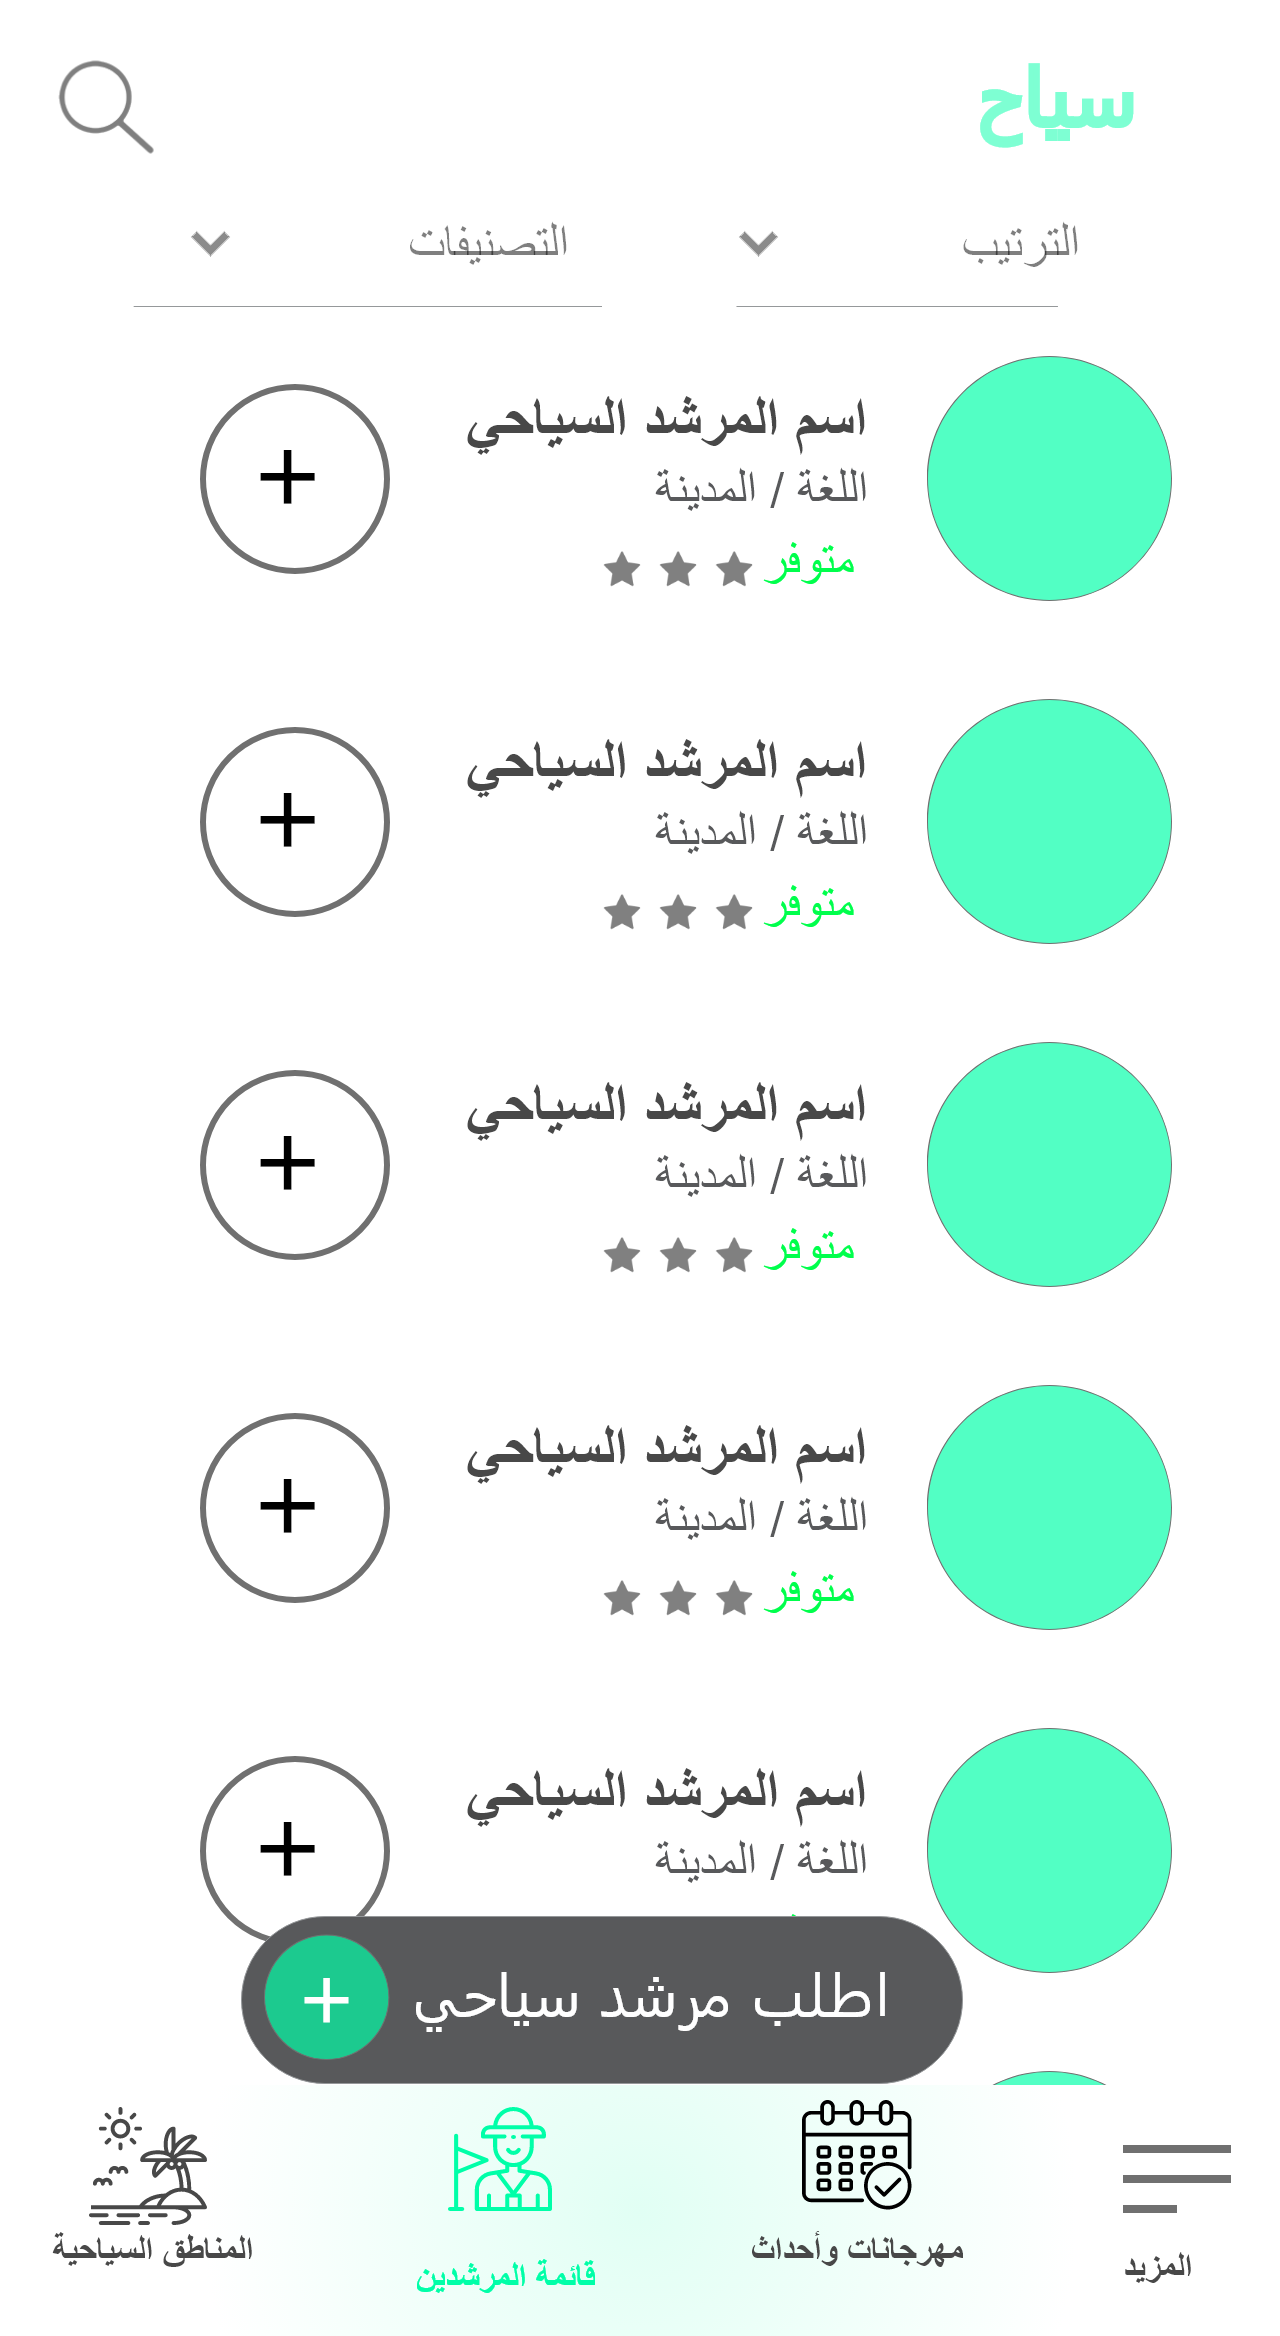 سياح
الترتيب
التصنيفات
اسم المرشد السياحي
اللغة / المدينة
متوفر
اسم المرشد السياحي
اللغة / المدينة
متوفر
اسم المرشد السياحي
اللغة / المدينة
متوفر
اسم المرشد السياحي
اللغة / المدينة
متوفر
اسم المرشد السياحي
اللغة / المدينة
اطلب مرشد سياحي
المزيد
مهرجانات وأحداث
قائمة المرشدين
المناطق السياحية